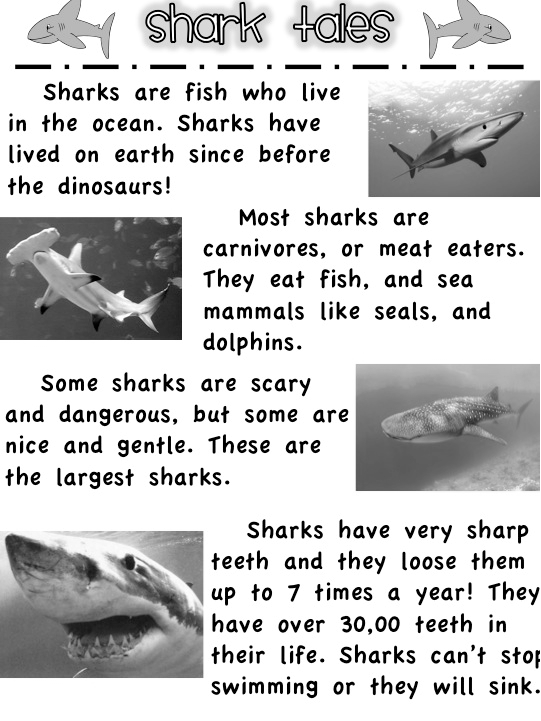 shark tales
Sharks are fish who live
in the ocean. Sharks have
lived on earth since before
the dinosaurs!
Most sharks are
carnivores, or meat eaters.
They eat fish, and sea
mammals like seals, and
dolphins.
Some sharks are scary
and dangerous, but some are
nice and gentle. These are
the largest sharks.
Sharks have very sharp
teeth and they loose them
up to 7 times a year! They
have over 30,00 teeth in
their life. Sharks can't stop
swimming or they will sink.